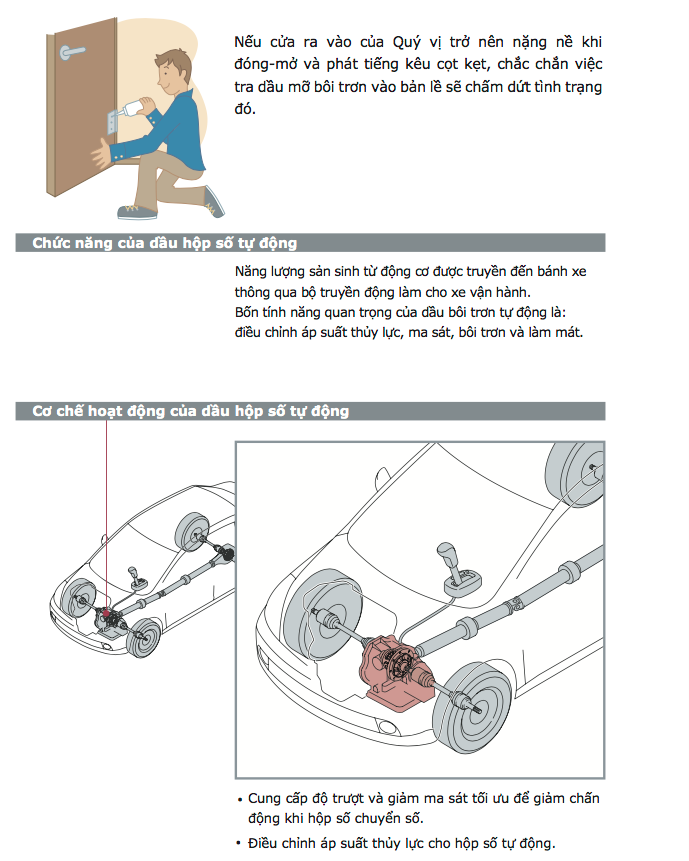 Nếu cửa ra vào của Quý vị trở nên nặng nề khi
đóng-mở và phát tiếng kêu cọt kẹt, chắc chắn việc
tra dầu mỡ bôi trơn vào bản lề sẽ chấm dứt tình trạng
đó.
Chức năng của dầu hộp số tự động
Năng lượng sản sinh từ động cơ được truyền đến bánh xe
thông qua bộ truyền động làm cho xe vận hành.
Bốn tính năng quan trọng của dầu bôi trơn tự động là:
điều chỉnh áp suất thủy lực, ma sát, bôi trơn và làm mát.
Cơ chế hoạt động của dầu hộp số tự động
• Cung cấp độ trượt và giảm ma sát tối ưu để giảm chấn
động khi hộp số chuyển số.
• Điều chỉnh áp suất thủy lực cho hộp số tự động.